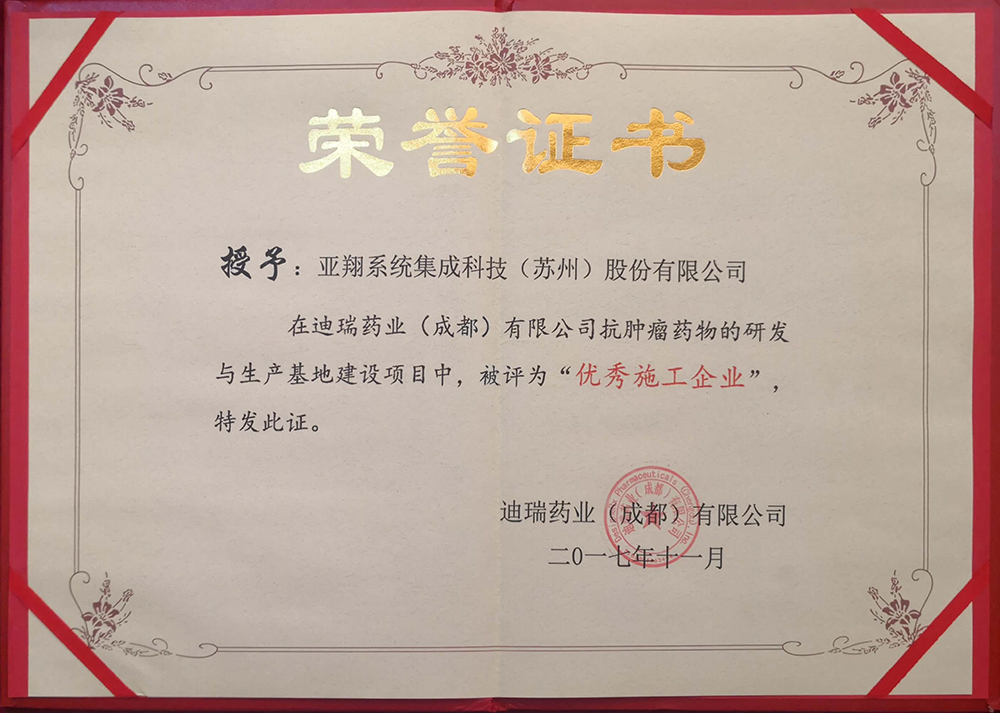 荣誉证书
授予：亚翔系统集成科技（苏州）股份有限公司
在迪瑞药业（成都）有限公司抗肿瘤药物的研发
与生产基地建设项目中，被评为“优秀施工企业”，
特发此证。
迪瑞药业（成都）有限公司
二〇一七年十一月